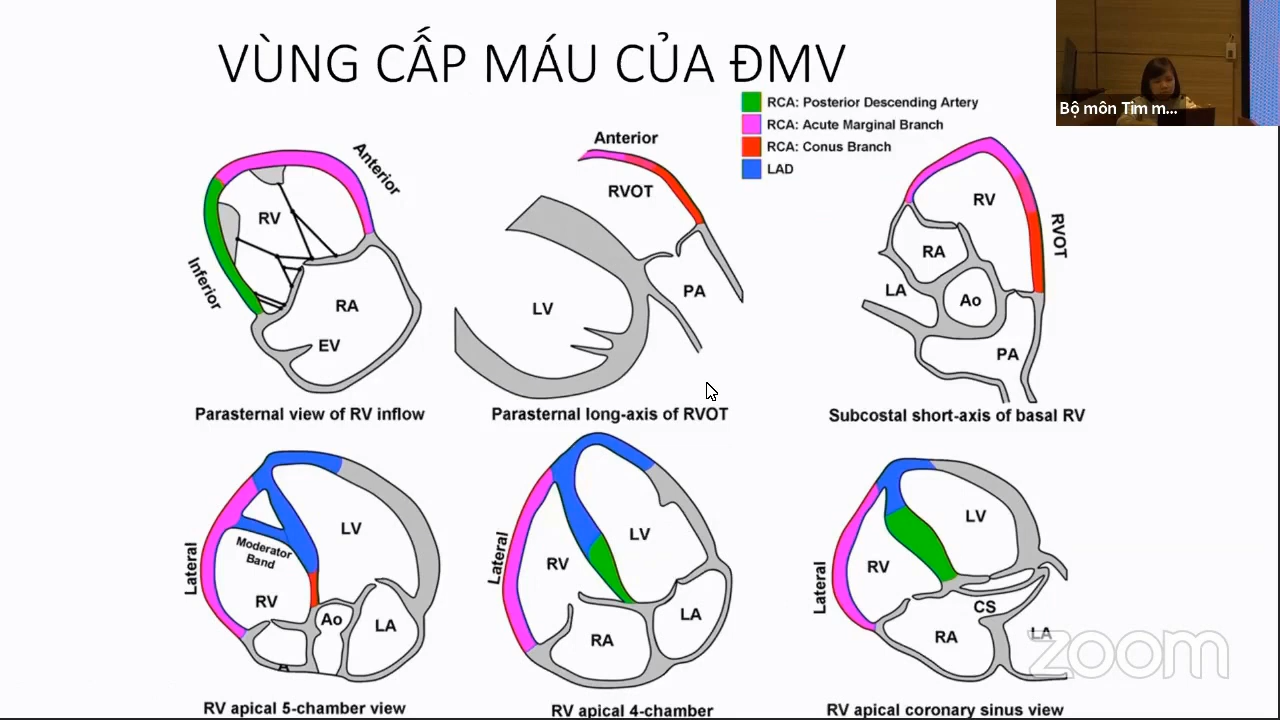 VÙNG CẤP MÁU CỦA ĐMV
Bộ môn Tim m...
RCA: Posterior Descending Artery
RCA: Acute Marginal Branch
RCA: Conus Branch
LAD
Anterior
RV
Inferior
RA
EV
Parasternal view of RV inflow
Anterior
RVOT
LV
PA
Parasternal long-axis of RVOT
RV
RVOT
RA
LA
Ao
PA
Subcostal short-axis of basal RV
LV
Moderator
Band
Lateral
RV
Ao
LA
RV apical 5-chamber view
LV
Lateral
RV
RA
LA
RV apical 4-chamber
LV
Lateral
RV
CS
RA
LA
RV apical coronary sinus view
zoom